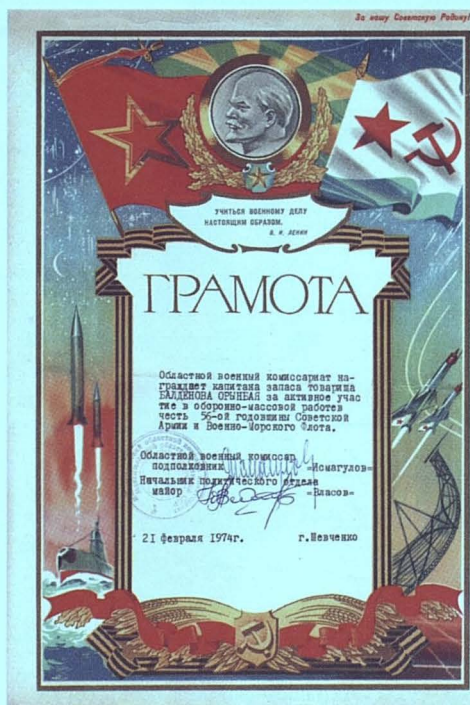 За нашу Советскую Родину!
УЧИТЬСЯ ВОЕННОМУ ДЕЛУ
НАСТОЯЩИМ ОБРАЗОМ.
В. И. ЛЕНИН
ГРАМОТА
Областной военный комиссариат на-
граждает капитана запаса товарища
БАЛДЕНОВА ОРЫНБАЯ за активное учас
тие в оборонно-массовой работев
честь 56-ой годовщины Советской
Армии и Военно-Морского Флота.
Областной военный комиссар
подполковник =Исмагулов=
Начальник политического отдела
майор =Власов=
21 февраля 1974г. г.Шевченко